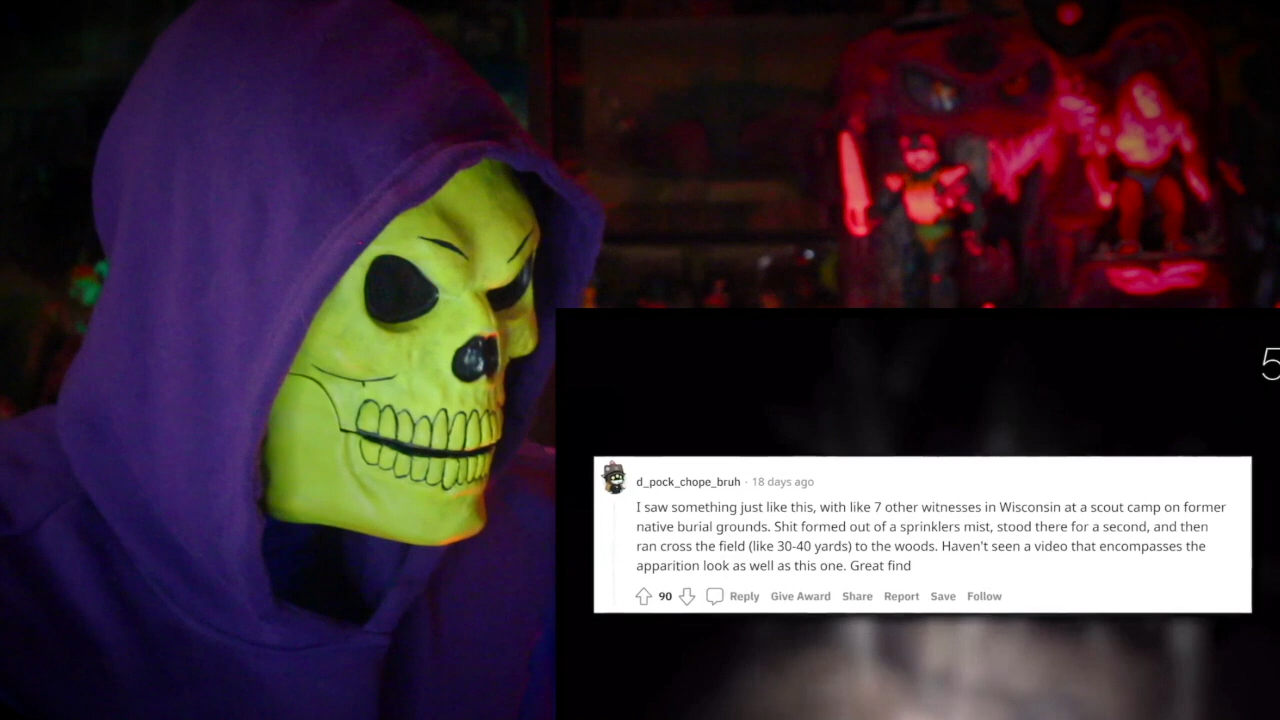 5
d_pock_chope_bruh · 18 days ago
I saw something just like this, with like 7 other witnesses in Wisconsin at a scout camp on former
native burial grounds. Shit formed out of a sprinklers mist, stood there for a second, and then
ran cross the field (like 30-40 yards) to the woods. Haven't seen a video that encompasses the
apparition look as well as this one. Great find
90 Reply Give Award Share Report Save Follow